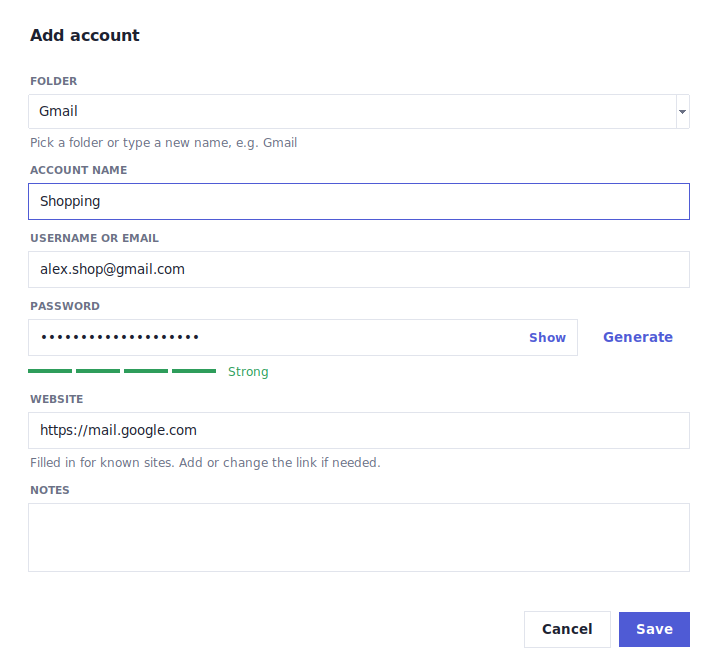 Add account
FOLDER
Gmail
Pick a folder or type a new name, e.g. Gmail
ACCOUNT NAME
Shopping
USERNAME OR EMAIL
alex.shop@gmail.com
PASSWORD
•••••••••••••••••••• Show Generate
Strong
WEBSITE
https://mail.google.com
Filled in for known sites. Add or change the link if needed.
NOTES
Cancel Save